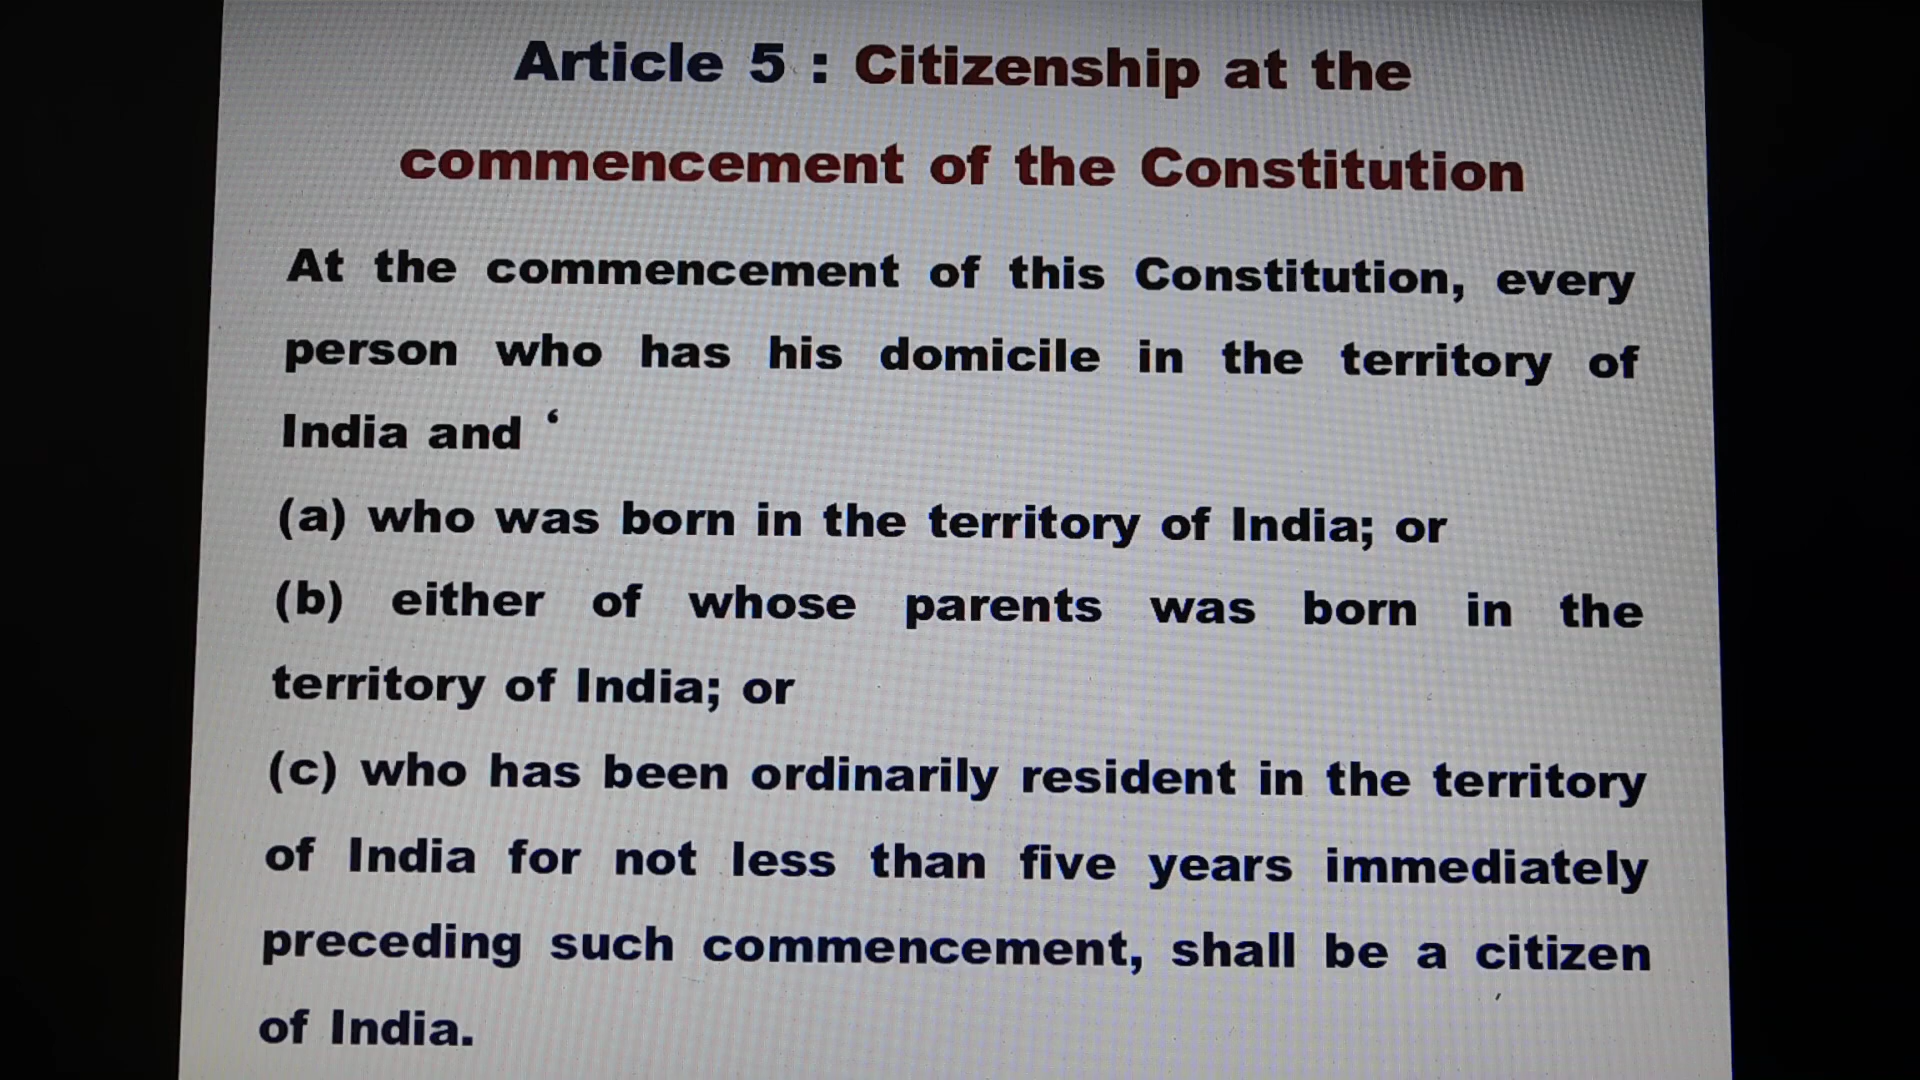 Article 5 : Citizenship at the
commencement of the Constitution
At the commencement of this Constitution, every
person who has his domicile in the territory of
India and ‘
(a) who was born in the territory of India; or
(b) either of whose parents was born in the
territory of India; or
(c) who has been ordinarily resident in the territory
of India for not less than five years immediately
preceding such commencement, shall be a citizen
of India.